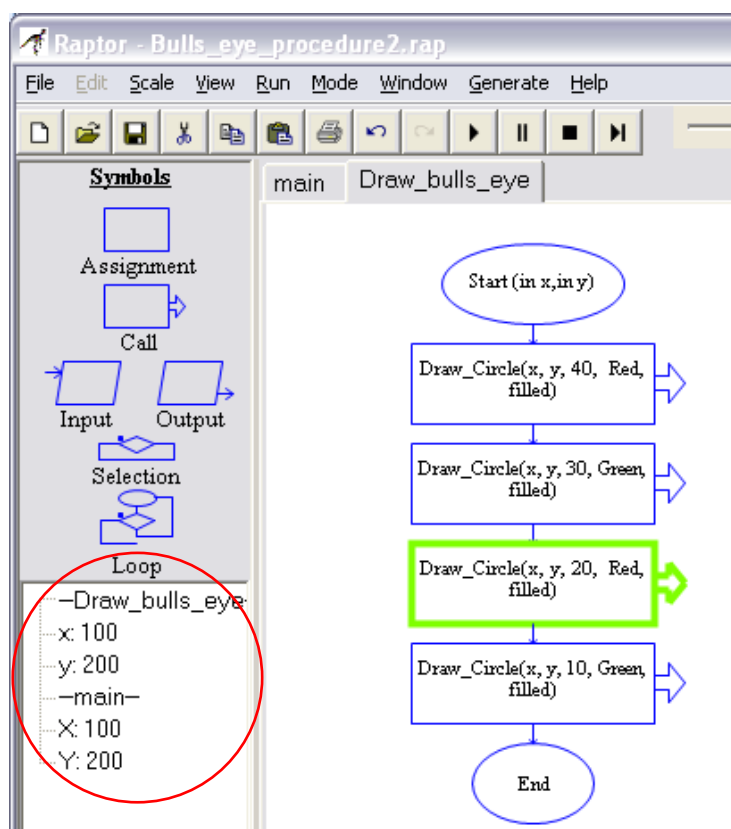 Raptor - Bulls_eye_procedure2.rap
File Edit Scale View Run Mode Window Generate Help
Symbols
Assignment
Call
Input Output
Selection
Loop
—Draw_bulls_eye-
x: 100
y: 200
—main—
X: 100
Y: 200
main Draw_bulls_eye
Start (in x,in y)
Draw_Circle(x, y, 40, Red,
filled)
Draw_Circle(x, y, 30, Green,
filled)
Draw_Circle(x, y, 20, Red,
filled)
Draw_Circle(x, y, 10, Green,
filled)
End